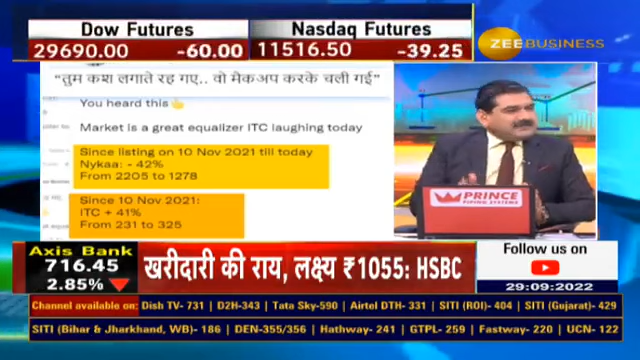 Dow Futures
29690.00 -60.00
Nasdaq Futures
11516.50 -39.25
ZEE BUSINESS
“तुम कश लगाते रह गए.. वो मैकअप करके चली गई”
You heard this👆
Market is a great equalizer ITC laughing today
Since listing on 10 Nov 2021 till today
Nykaa: - 42%
From 2205 to 1278
Since 10 Nov 2021:
ITC + 41%
From 231 to 325
PRINCE
PIPING SYSTEMS
Axis Bank
716.45
2.85%
खरीदारी की राय, लक्ष्य ₹1055: HSBC
Follow us on
29:09:2022
Channel available on: Dish TV- 731 | D2H-343 | Tata Sky-590 | Airtel DTH- 331 | SITI (ROI)- 404 | SITI (Gujarat)- 429
SITI (Bihar & Jharkhand, WB)- 186 | DEN-355/356 | Hathway- 241 | GTPL- 259 | Fastway- 220 | UCN- 122